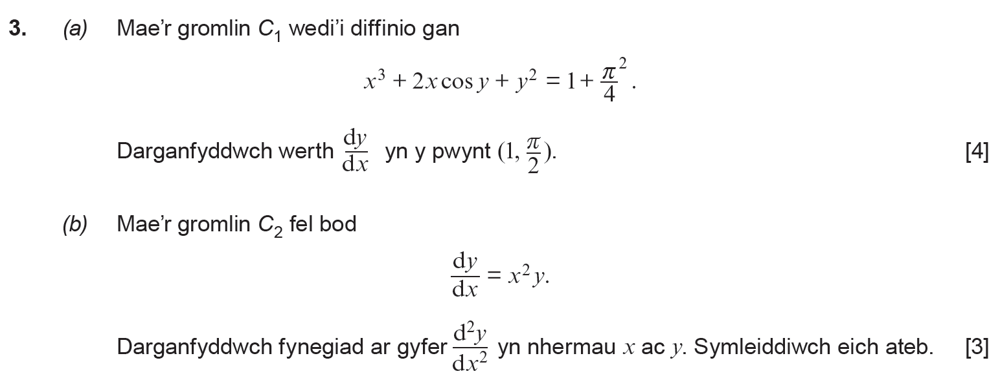 3. (a) Mae'r gromlin C₁ wedi'i diffinio gan
x³ + 2x cos y + y² = 1 + π²/4.
Darganfyddwch werth dy/dx yn y pwynt (1, π/2). [4]
(b) Mae'r gromlin C₂ fel bod
dy/dx = x²y.
Darganfyddwch fynegiad ar gyfer d²y/dx² yn nhermau x ac y. Symleiddiwch eich ateb. [3]